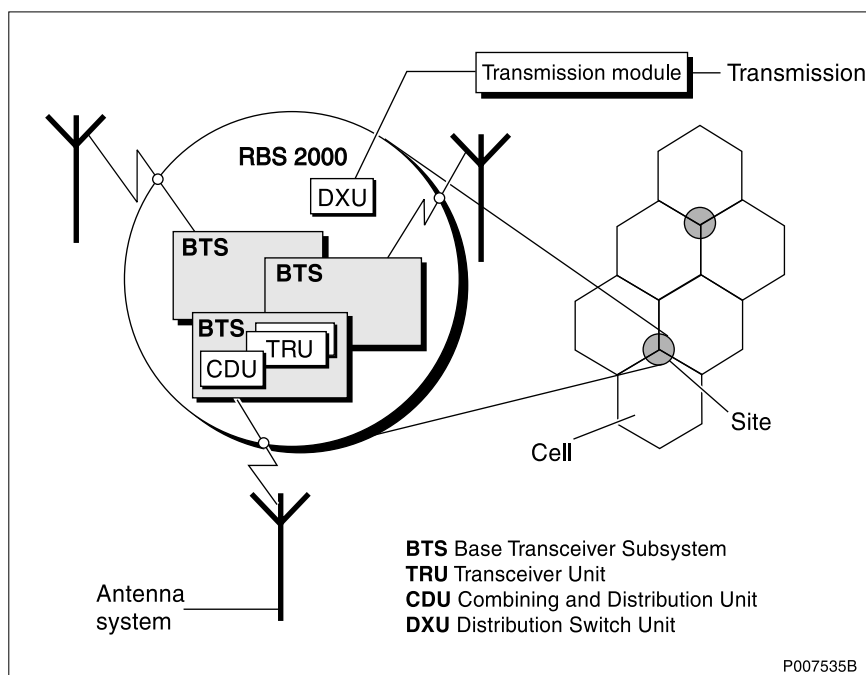 Transmission module
Transmission
RBS 2000
DXU
BTS
BTS
BTS
TRU
CDU
Site
Cell
Antenna
system
BTS Base Transceiver Subsystem
TRU Transceiver Unit
CDU Combining and Distribution Unit
DXU Distribution Switch Unit
P007535B